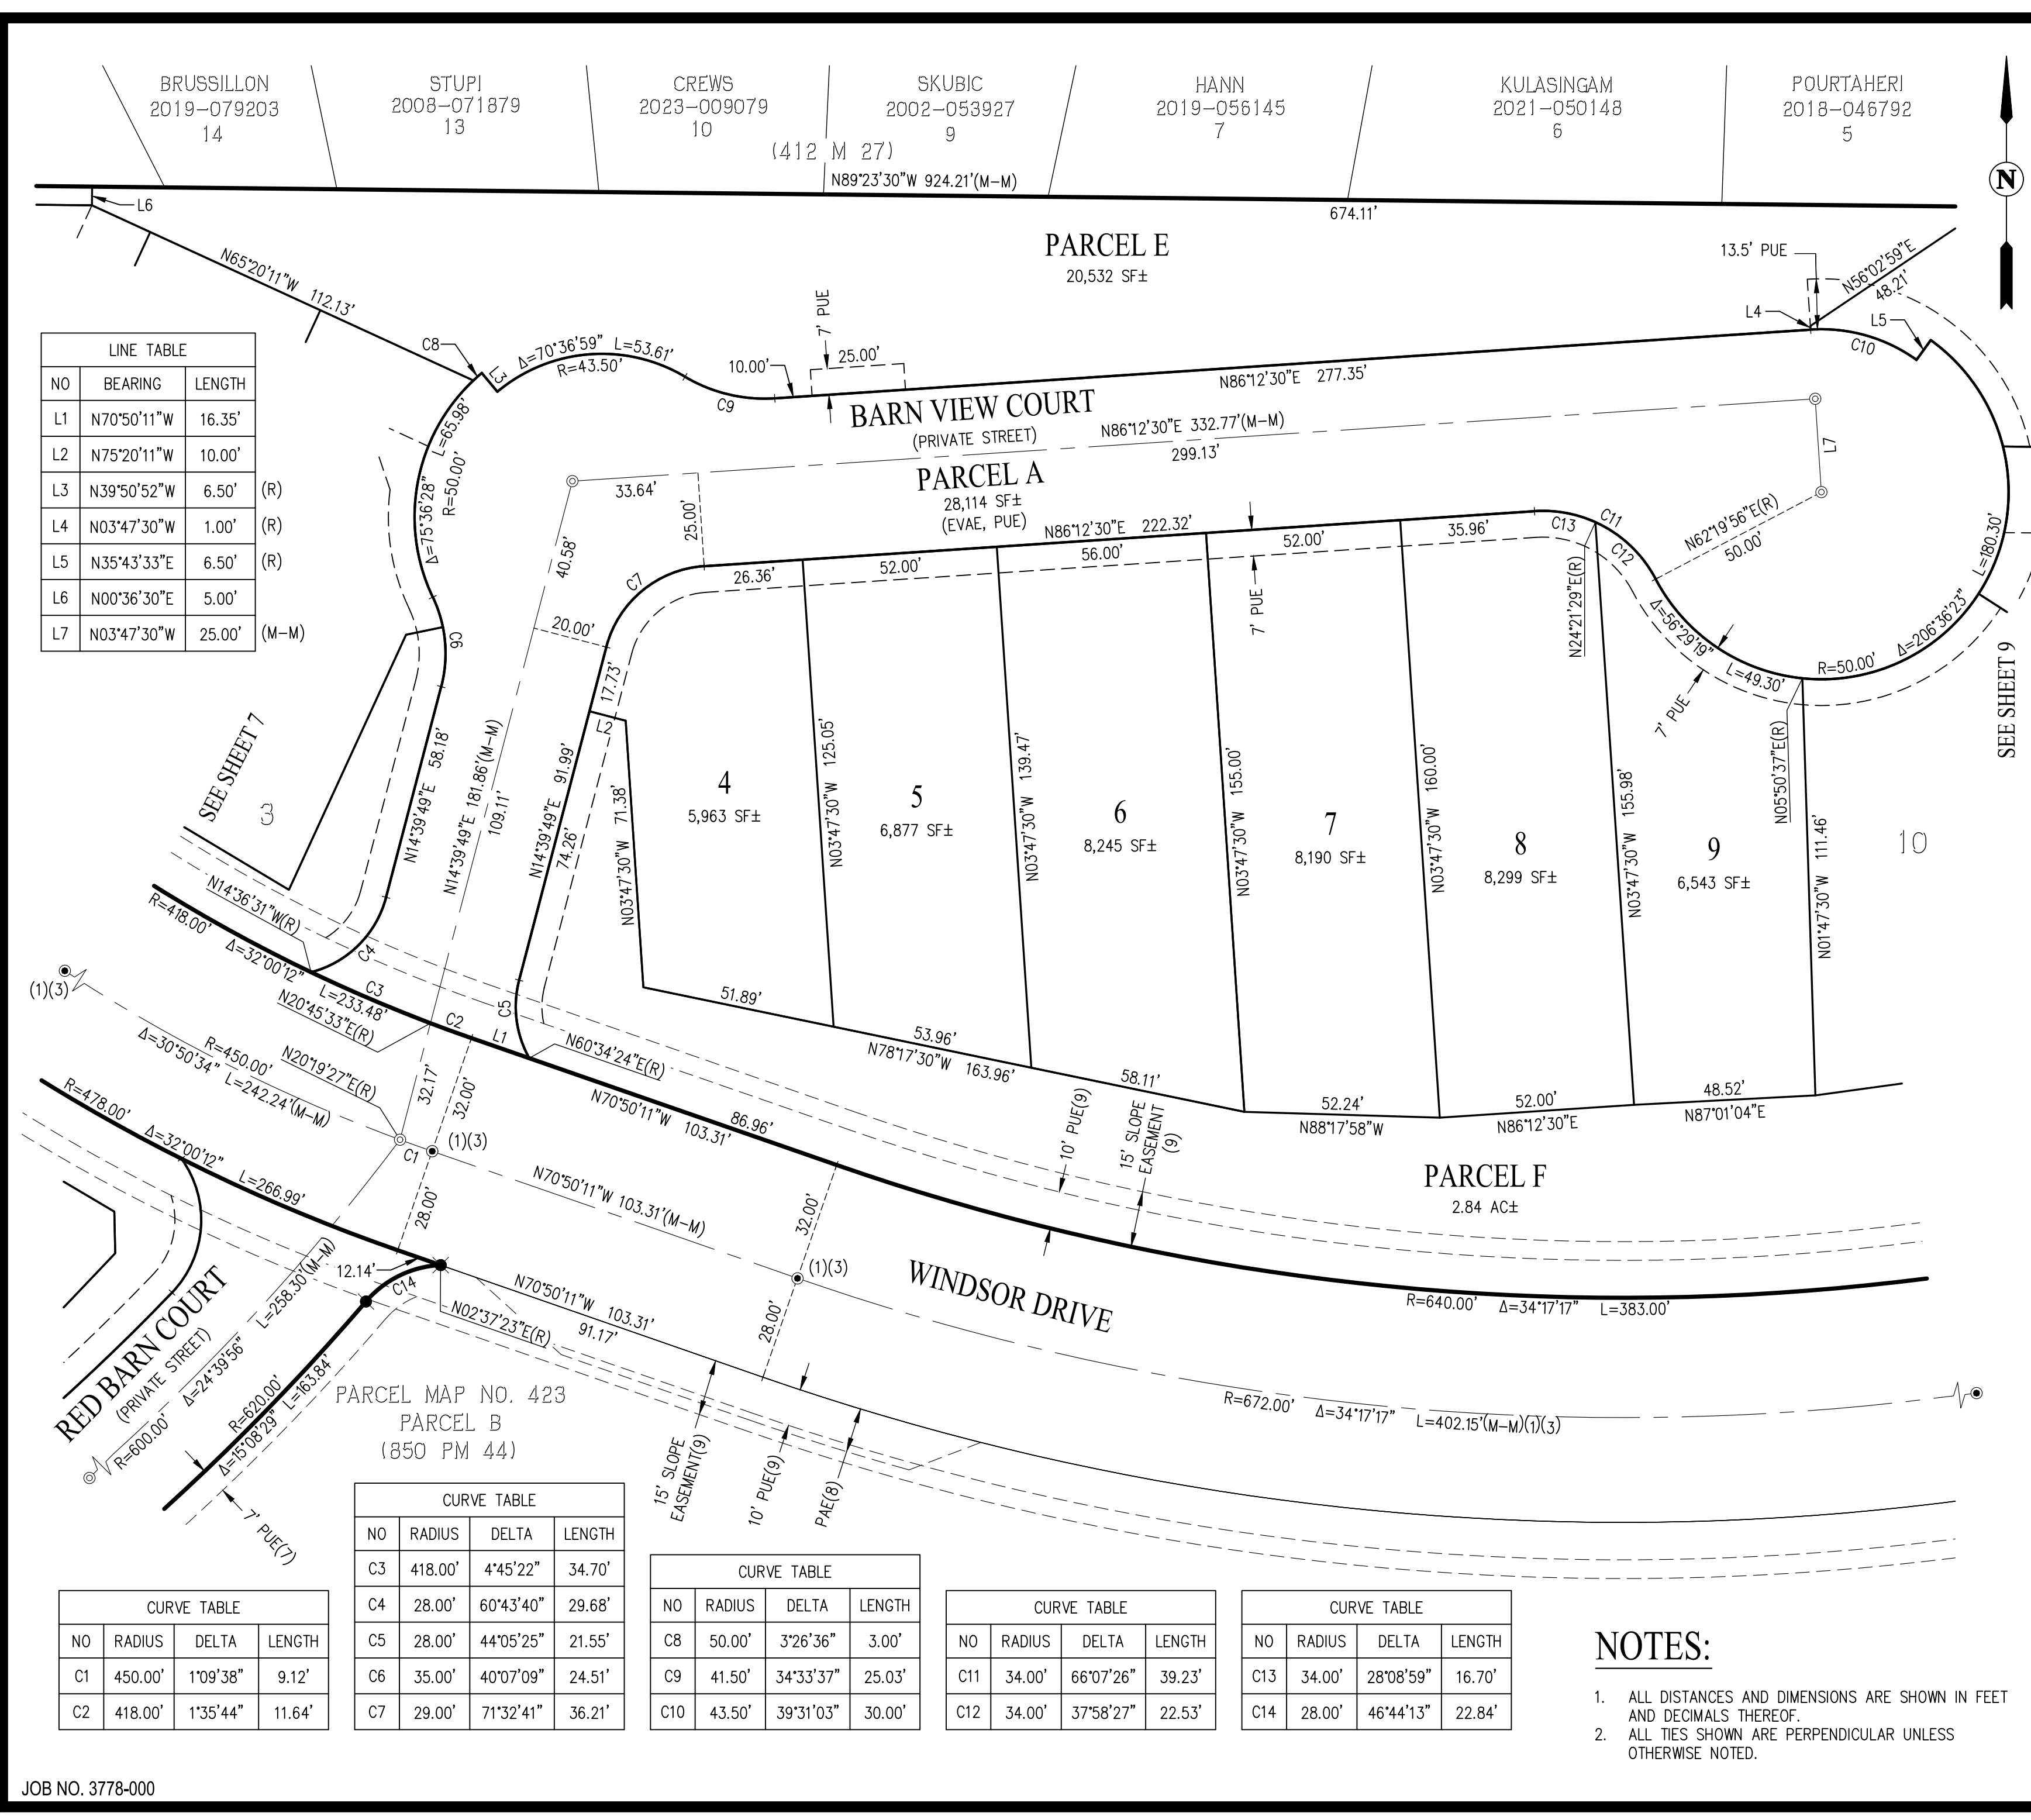 BRUSSILLON
2019-079203
14
STUPI
2008-071879
13
CREWS
2023-009079
10
SKUBIC
2002-053927
9
HANN
2019-056145
7
KULASINGAM
2021-050148
6
POURTAHERI
2018-046792
5
(412 M 27)
N89°23'30"W 924.21'(M-M)
674.11'
N
L6
N65°20'11"W 112.13'
PARCEL E
20,532 SF±
13.5' PUE
N56°02'59"E
48.21'
L4
L5
C10
C8
L3
Δ=70°36'59" L=53.61'
R=43.50'
C9
10.00'
7' PUE
25.00'
N86°12'30"E 277.35'
LINE TABLE
NO BEARING LENGTH
L1 N70°50'11"W 16.35'
L2 N75°20'11"W 10.00'
L3 N39°50'52"W 6.50' (R)
L4 N03°47'30"W 1.00' (R)
L5 N35°43'33"E 6.50' (R)
L6 N00°36'30"E 5.00'
L7 N03°47'30"W 25.00' (M-M)
L=65.98'
R=50.00'
Δ=75°36'28"
BARN VIEW COURT
(PRIVATE STREET)
N86°12'30"E 332.77'(M-M)
299.13'
L7
33.64'
25.00'
PARCEL A
28,114 SF±
(EVAE, PUE)
N86°12'30"E 222.32'
40.58'
C7
26.36'
52.00'
56.00'
52.00'
35.96'
7' PUE
C13
C11
C12
N24°21'29"E(R)
N62°19'56"E(R)
50.00'
L=180.30'
Δ=206°36'23"
R=50.00'
Δ=56°29'19"
L=49.30'
7' PUE
N05°50'37"E(R)
SEE SHEET 9
C6
20.00'
17.73'
L2
SEE SHEET 7
3
N14°39'49"E 58.18'
N14°39'49"E 181.86'(M-M)
109.11'
N14°39'49"E 91.99'
74.26'
N03°47'30"W 71.38'
4
5,963 SF±
N03°47'30"W 125.05'
5
6,877 SF±
N03°47'30"W 139.47'
6
8,245 SF±
N03°47'30"W 155.00'
7
8,190 SF±
N03°47'30"W 160.00'
8
8,299 SF±
N03°47'30"W 155.98'
9
6,543 SF±
N01°47'30"W 111.46'
10
N14°36'31"W(R)
R=418.00' Δ=32°00'12" L=233.48'
C4
C3
N20°45'33"E(R)
C2
L1
C5
N60°34'24"E(R)
51.89'
53.96'
N78°17'30"W 163.96'
58.11'
52.24'
N88°17'58"W
52.00'
N86°12'30"E
48.52'
N87°01'04"E
(1)(3)
R=450.00'
Δ=30°50'34" L=242.24'(M-M)
N20°19'27"E(R)
32.17'
32.00'
C1
(1)(3)
N70°50'11"W 103.31'
86.96'
10' PUE(9)
15' SLOPE
EASEMENT
(9)
PARCEL F
2.84 AC±
R=478.00'
Δ=32°00'12"
L=266.99'
28.00'
N70°50'11"W 103.31'(M-M)
32.00'
(1)(3)
28.00'
WINDSOR DRIVE
R=640.00' Δ=34°17'17" L=383.00'
12.14'
C14
N70°50'11"W 103.31'
91.17'
N02°37'23"E(R)
RED BARN COURT
(PRIVATE STREET)
L=258.30'(M-M)
Δ=24°39'56"
R=600.00'
R=620.00'
L=163.84'
Δ=15°08'29"
7' PUE(7)
PARCEL MAP NO. 423
PARCEL B
(850 PM 44)
15' SLOPE
EASEMENT(9)
10' PUE(9)
PAE(8)
R=672.00' Δ=34°17'17" L=402.15'(M-M)(1)(3)
CURVE TABLE
NO RADIUS DELTA LENGTH
C1 450.00' 1°09'38" 9.12'
C2 418.00' 1°35'44" 11.64'
CURVE TABLE
NO RADIUS DELTA LENGTH
C3 418.00' 4°45'22" 34.70'
C4 28.00' 60°43'40" 29.68'
C5 28.00' 44°05'25" 21.55'
C6 35.00' 40°07'09" 24.51'
C7 29.00' 71°32'41" 36.21'
CURVE TABLE
NO RADIUS DELTA LENGTH
C8 50.00' 3°26'36" 3.00'
C9 41.50' 34°33'37" 25.03'
C10 43.50' 39°31'03" 30.00'
CURVE TABLE
NO RADIUS DELTA LENGTH
C11 34.00' 66°07'26" 39.23'
C12 34.00' 37°58'27" 22.53'
CURVE TABLE
NO RADIUS DELTA LENGTH
C13 34.00' 28°08'59" 16.70'
C14 28.00' 46°44'13" 22.84'
NOTES:
1. ALL DISTANCES AND DIMENSIONS ARE SHOWN IN FEET
AND DECIMALS THEREOF.
2. ALL TIES SHOWN ARE PERPENDICULAR UNLESS
OTHERWISE NOTED.
JOB NO. 3778-000